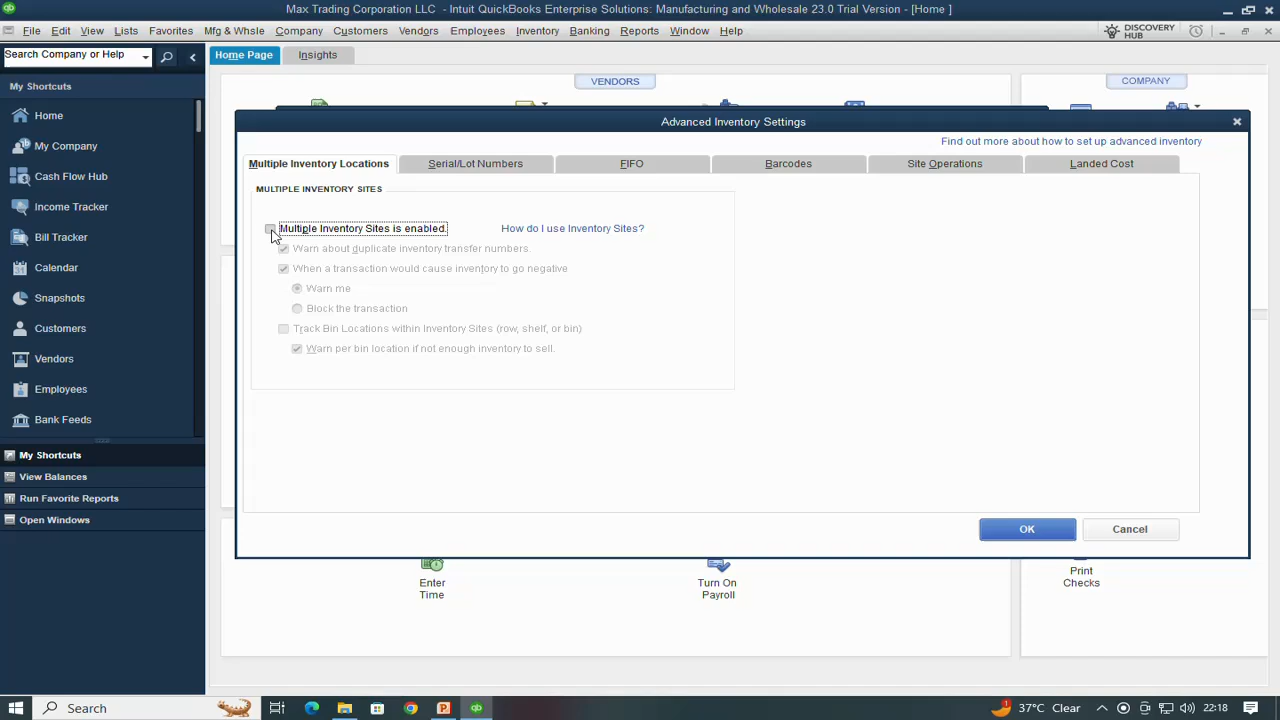 Max Trading Corporation LLC - Intuit QuickBooks Enterprise Solutions: Manufacturing and Wholesale 23.0 Trial Version - [Home ]
File Edit View Lists Favorites Mfg & Whsle Company Customers Vendors Employees Inventory Banking Reports Window Help
DISCOVERY HUB
Search Company or Help
Home Page Insights
My Shortcuts
VENDORS
COMPANY
Home
My Company
Cash Flow Hub
Income Tracker
Bill Tracker
Calendar
Snapshots
Customers
Vendors
Employees
Bank Feeds
My Shortcuts
View Balances
Run Favorite Reports
Open Windows
Advanced Inventory Settings
Find out more about how to set up advanced inventory
Multiple Inventory Locations Serial/Lot Numbers FIFO Barcodes Site Operations Landed Cost
MULTIPLE INVENTORY SITES
Multiple Inventory Sites is enabled. How do I use Inventory Sites?
Warn about duplicate inventory transfer numbers.
When a transaction would cause inventory to go negative
Warn me
Block the transaction
Track Bin Locations within Inventory Sites (row, shelf, or bin)
Warn per bin location if not enough inventory to sell.
OK Cancel
Enter Time
Turn On Payroll
Print Checks
Search
37°C Clear
22:18